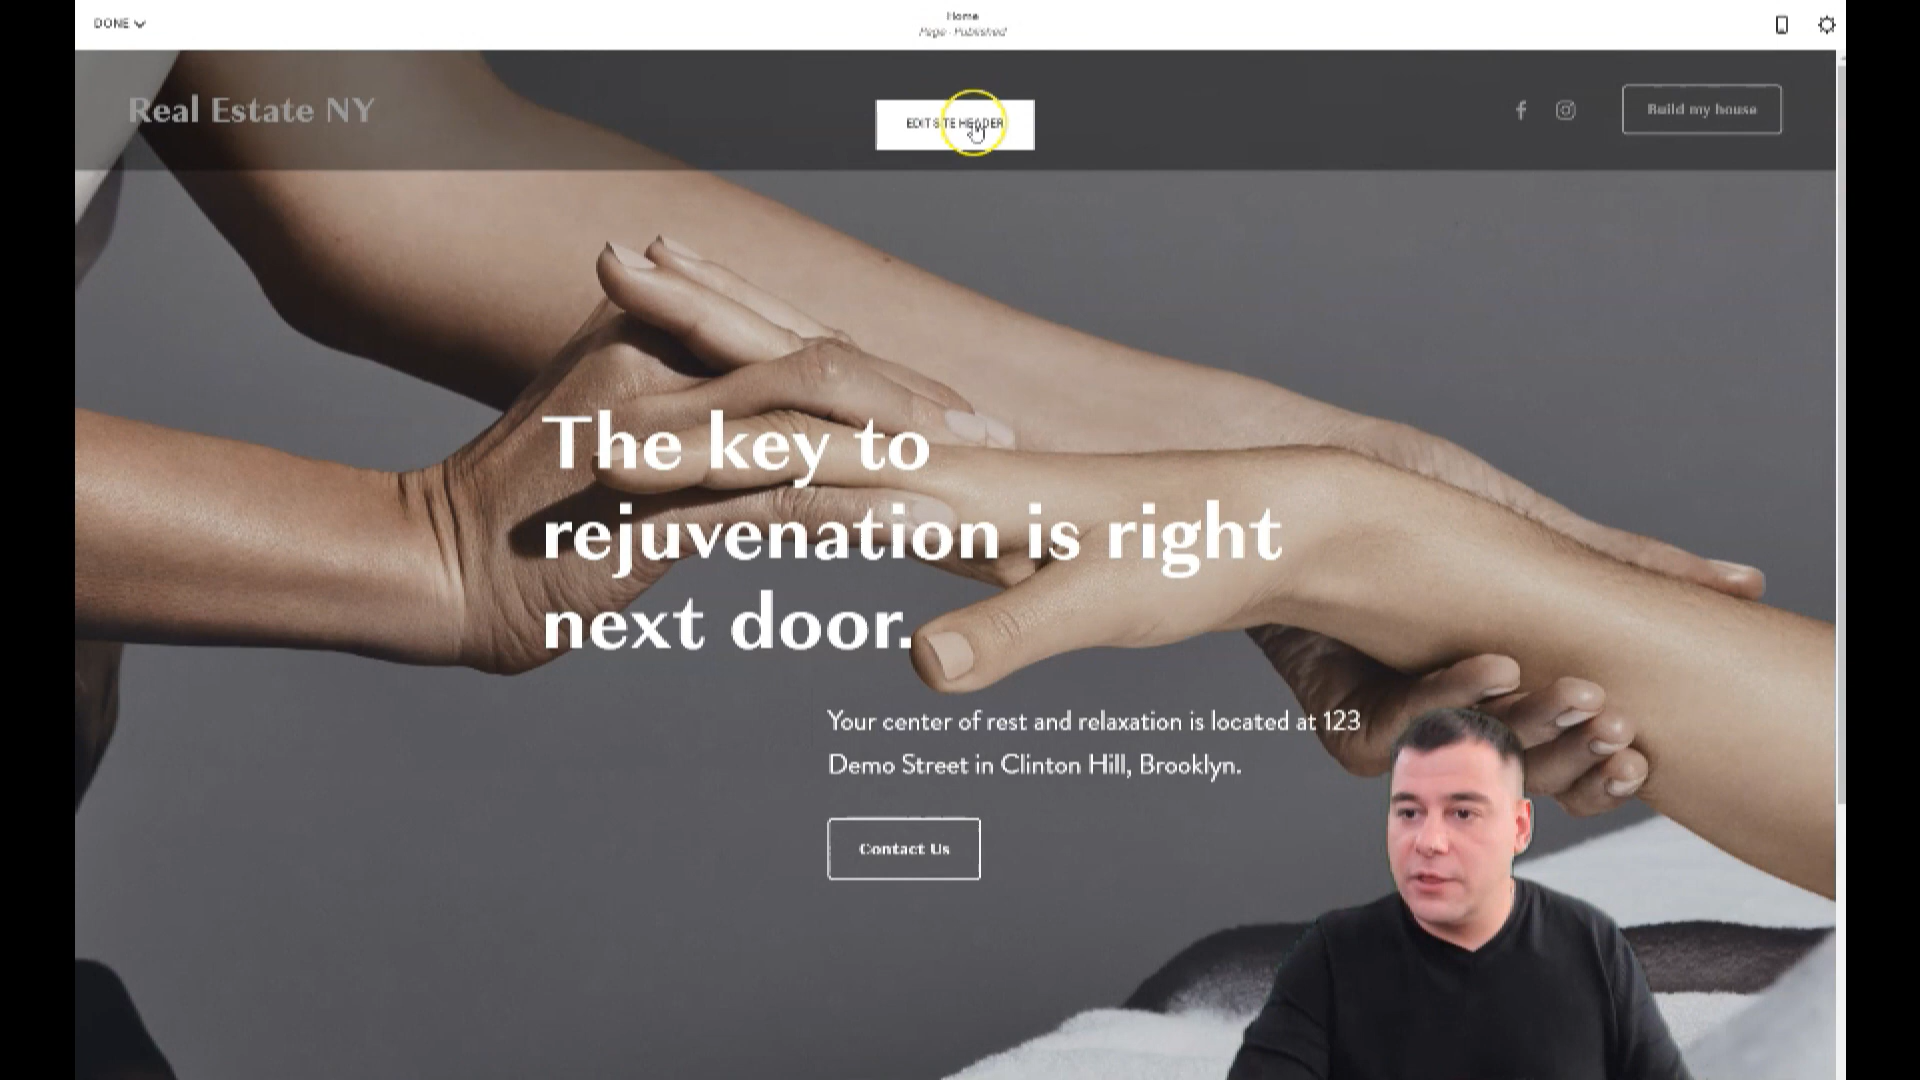 DONE
Home
Page · Published
Real Estate NY
EDIT SITE HEADER
Build my house
The key to
rejuvenation is right
next door.
Your center of rest and relaxation is located at 123
Demo Street in Clinton Hill, Brooklyn.
Contact Us